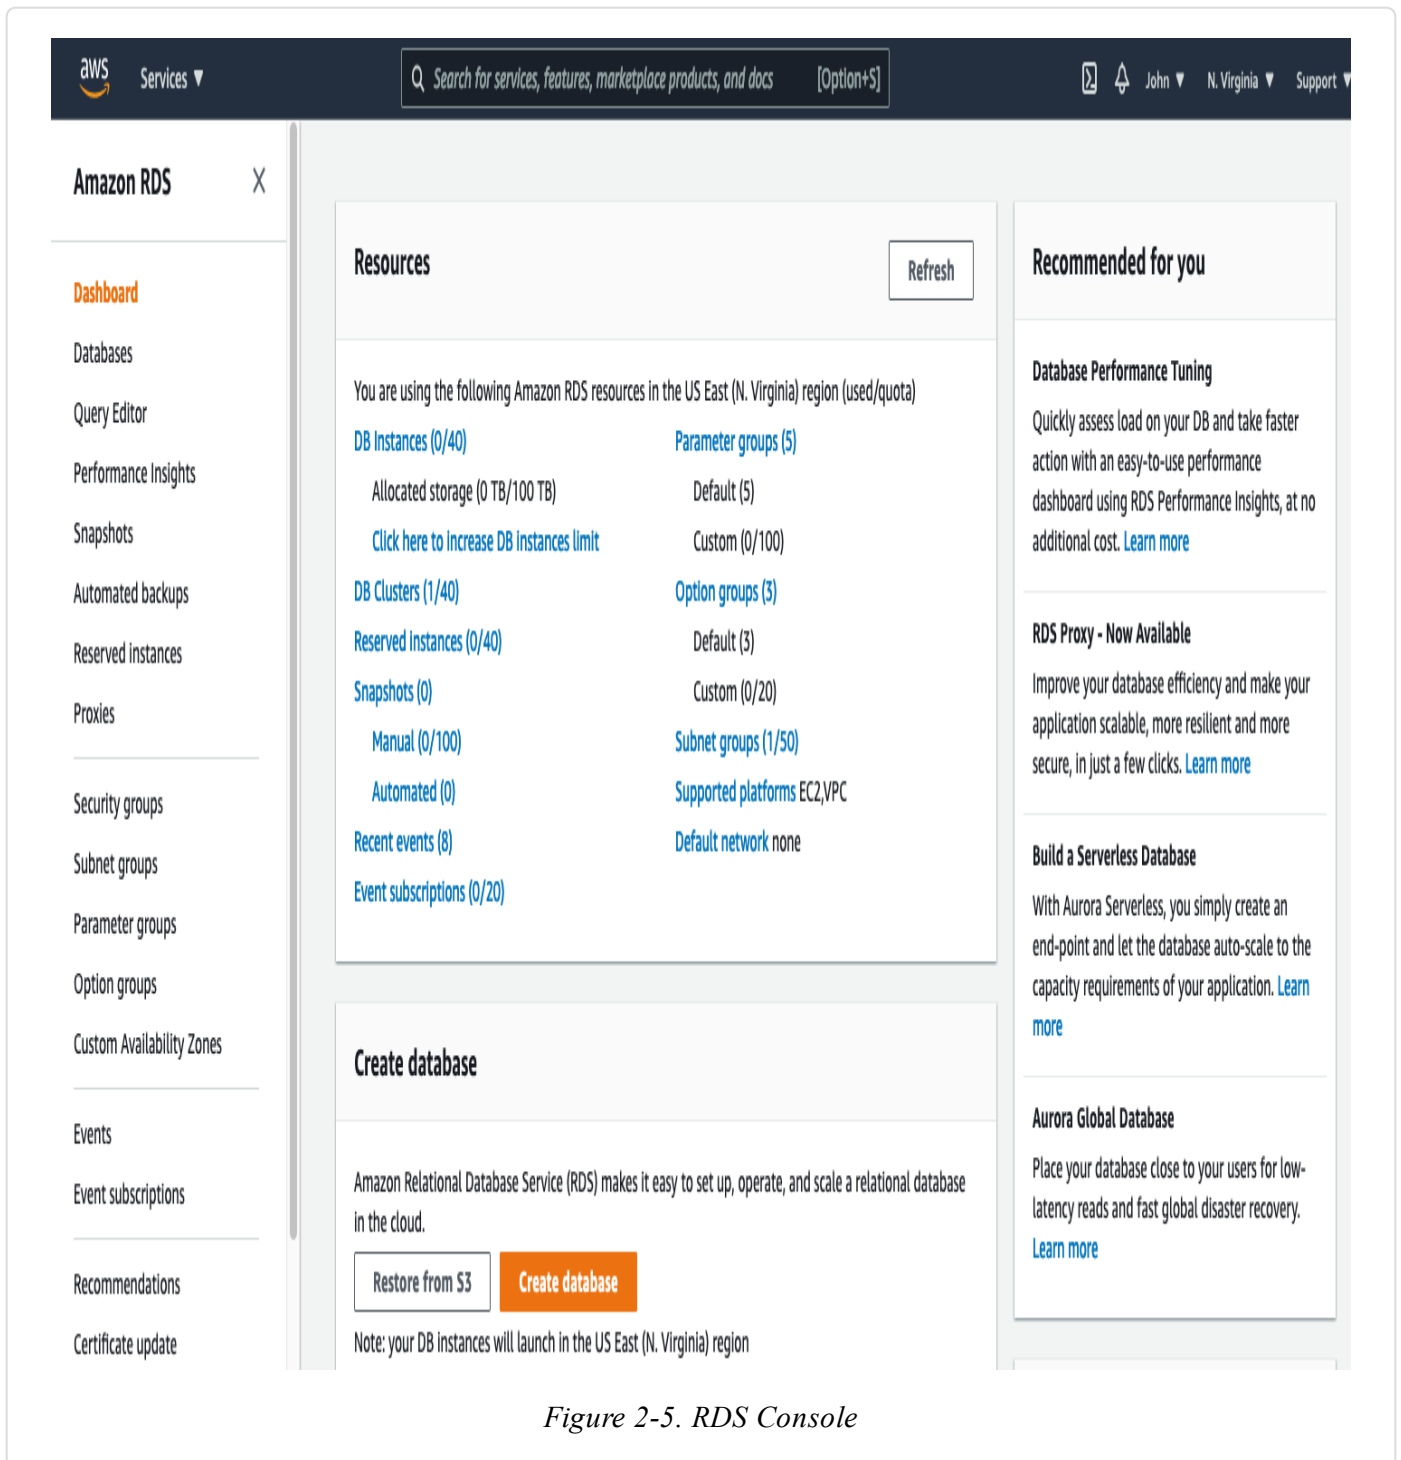 aws Services ▼ Search for services, features, marketplace products, and docs [Option+S] John ▼ N. Virginia ▼ Support ▼
Amazon RDS X
Dashboard
Databases
Query Editor
Performance Insights
Snapshots
Automated backups
Reserved instances
Proxies
Security groups
Subnet groups
Parameter groups
Option groups
Custom Availability Zones
Events
Event subscriptions
Recommendations
Certificate update
Resources
Refresh
You are using the following Amazon RDS resources in the US East (N. Virginia) region (used/quota)
DB Instances (0/40)
Allocated storage (0 TB/100 TB)
Click here to increase DB instances limit
DB Clusters (1/40)
Reserved instances (0/40)
Snapshots (0)
Manual (0/100)
Automated (0)
Recent events (8)
Event subscriptions (0/20)
Parameter groups (5)
Default (5)
Custom (0/100)
Option groups (3)
Default (3)
Custom (0/20)
Subnet groups (1/50)
Supported platforms EC2,VPC
Default network none
Create database
Amazon Relational Database Service (RDS) makes it easy to set up, operate, and scale a relational database
in the cloud.
Restore from S3 Create database
Note: your DB instances will launch in the US East (N. Virginia) region
Recommended for you
Database Performance Tuning
Quickly assess load on your DB and take faster
action with an easy-to-use performance
dashboard using RDS Performance Insights, at no
additional cost. Learn more
RDS Proxy - Now Available
Improve your database efficiency and make your
application scalable, more resilient and more
secure, in just a few clicks. Learn more
Build a Serverless Database
With Aurora Serverless, you simply create an
end-point and let the database auto-scale to the
capacity requirements of your application. Learn
more
Aurora Global Database
Place your database close to your users for low-
latency reads and fast global disaster recovery.
Learn more
Figure 2-5. RDS Console